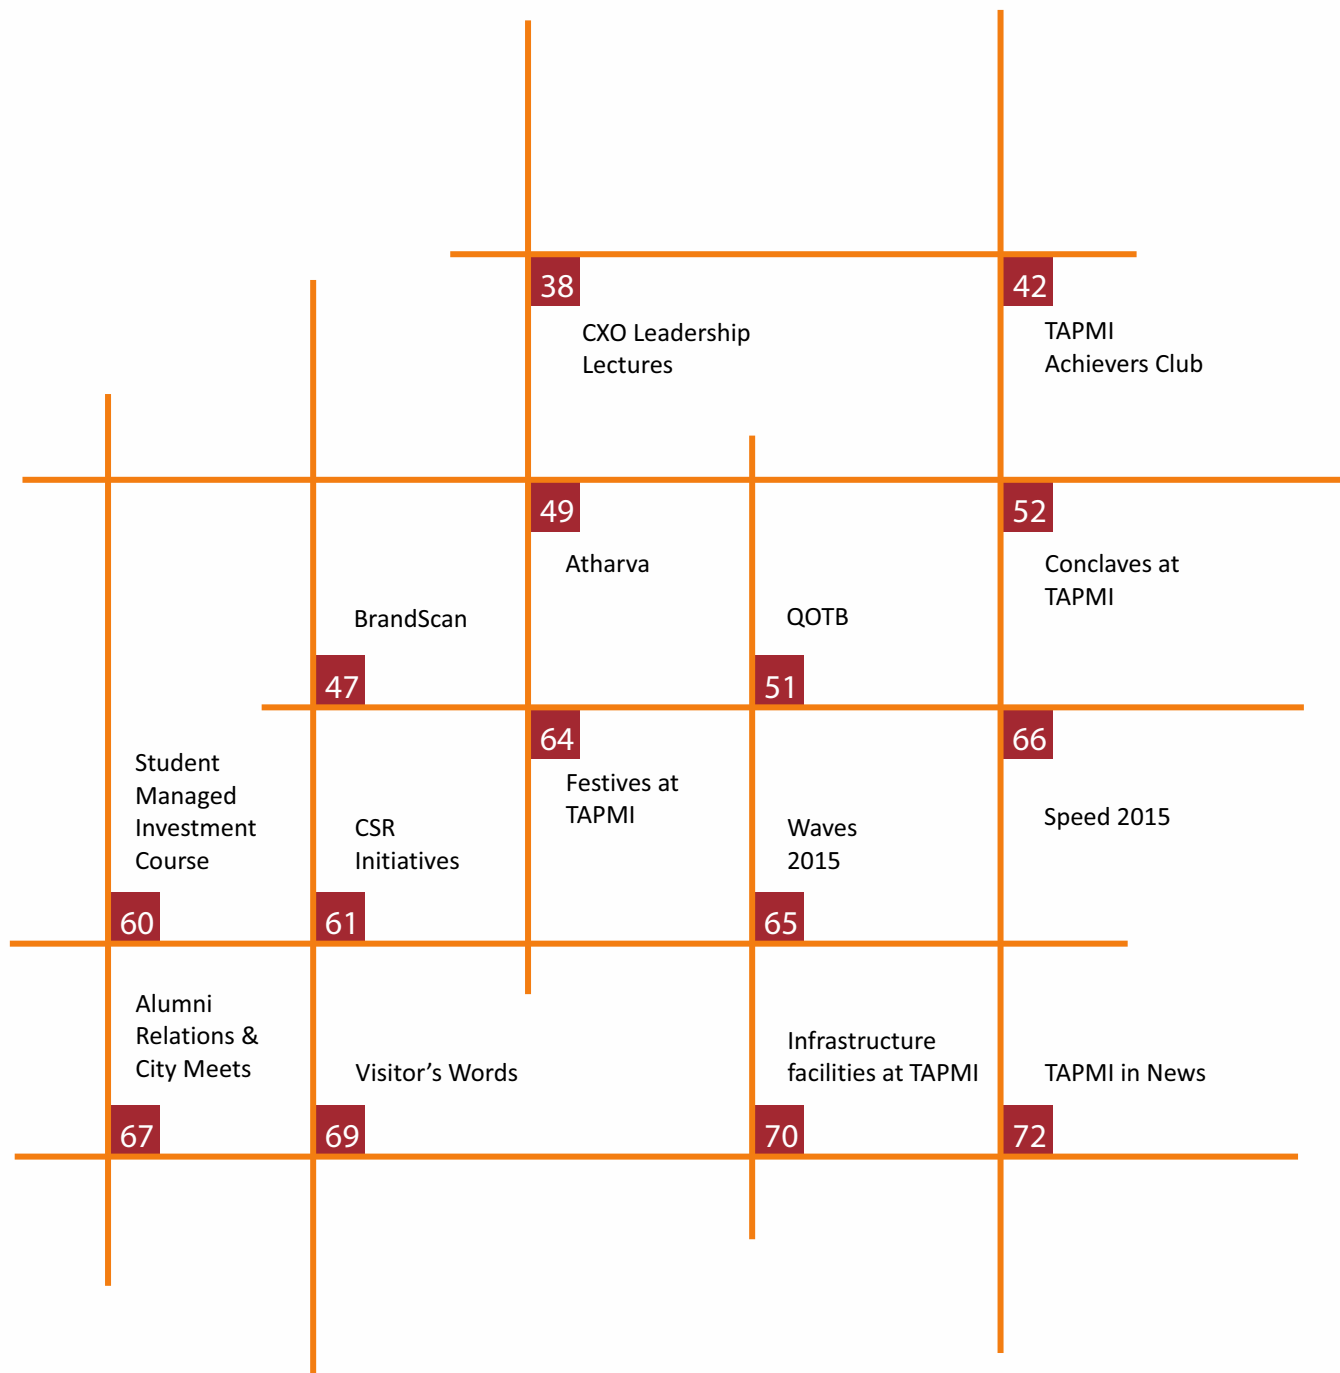 38
CXO Leadership
Lectures
42
TAPMI
Achievers Club
BrandScan
47
49
Atharva
QOTB
51
52
Conclaves at
TAPMI
Student
Managed
Investment
Course
60
CSR
Initiatives
61
64
Festives at
TAPMI
Waves
2015
65
66
Speed 2015
Alumni
Relations &
City Meets
67
Visitor’s Words
69
Infrastructure
facilities at TAPMI
70
TAPMI in News
72